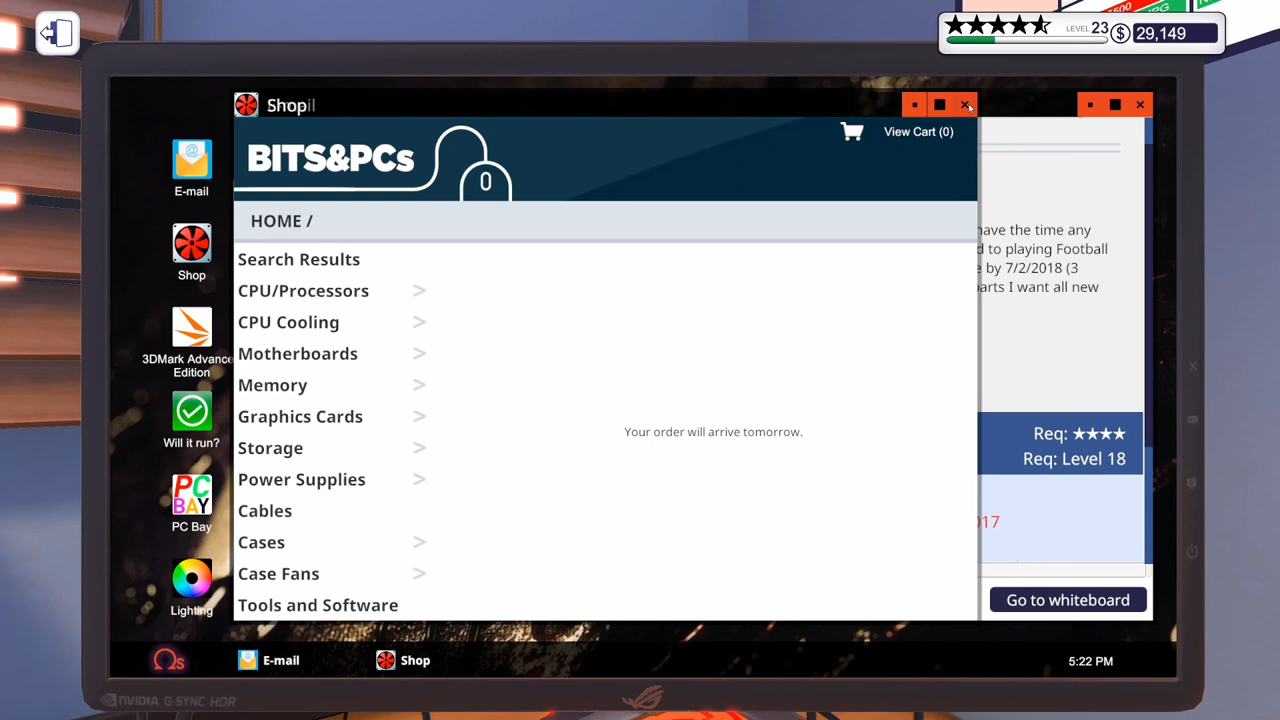 LEVEL 23 $ 29,149
Shop
View Cart (0)
BITS&PCs
HOME /
Search Results
CPU/Processors >
CPU Cooling >
Motherboards >
Memory >
Graphics Cards >
Storage >
Power Supplies >
Cables
Cases >
Case Fans >
Tools and Software
Your order will arrive tomorrow.
have the time any
d to playing Football
e by 7/2/2018 (3
parts I want all new
Req: ★★★★
Req: Level 18
017
Go to whiteboard
E-mail
Shop
3DMark Advance
Edition
Will it run?
PC
BAY
PC Bay
Lighting
Ωs
E-mail
Shop
5:22 PM
NVIDIA G-SYNC HDR